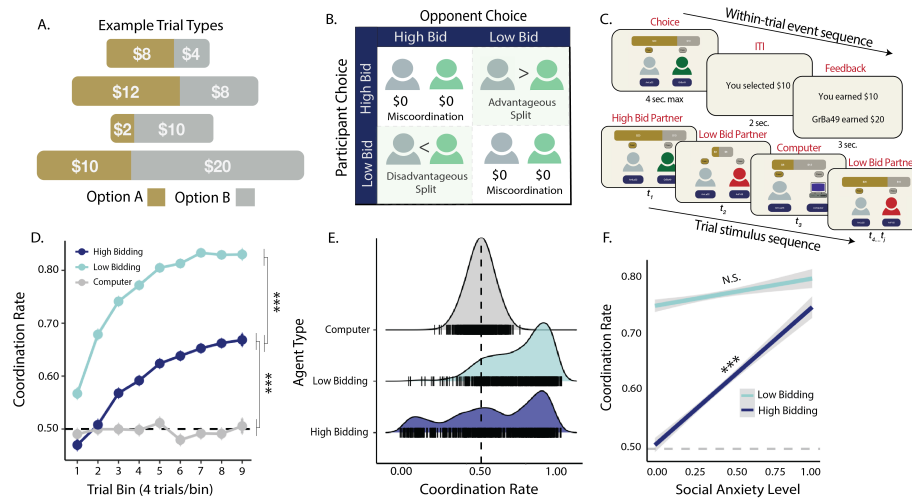 A.
Example Trial Types
$8
$4
$12
$8
$2
$10
$10
$20
Option A
Option B
B.
Opponent Choice
High Bid
Low Bid
Participant Choice
High Bid
Low Bid
$0
$0
Miscoordination
>
Advantageous
Split
<
Disadvantageous
Split
$0
$0
Miscoordination
C.
Within-trial event sequence
Choice
4 sec. max
ITI
You selected $10
2 sec.
Feedback
You earned $10
GrBa49 earned $20
3 sec.
High Bid Partner
t1
Low Bid Partner
t2
Computer
t3
Low Bid Partne
Trial stimulus sequence
D.
High Bidding
Low Bidding
Computer
Coordination Rate
0.80
0.70
0.60
0.50
***
***
1 2 3 4 5 6 7 8 9
Trial Bin (4 trials/bin)
E.
Agent Type
Computer
Low Bidding
High Bidding
0.00
0.50
1.00
Coordination Rate
F.
Coordination Rate
0.80
0.70
0.60
0.50
N.S.
***
Low Bidding
High Bidding
0.00 0.25 0.50 0.75 1.00
Social Anxiety Level